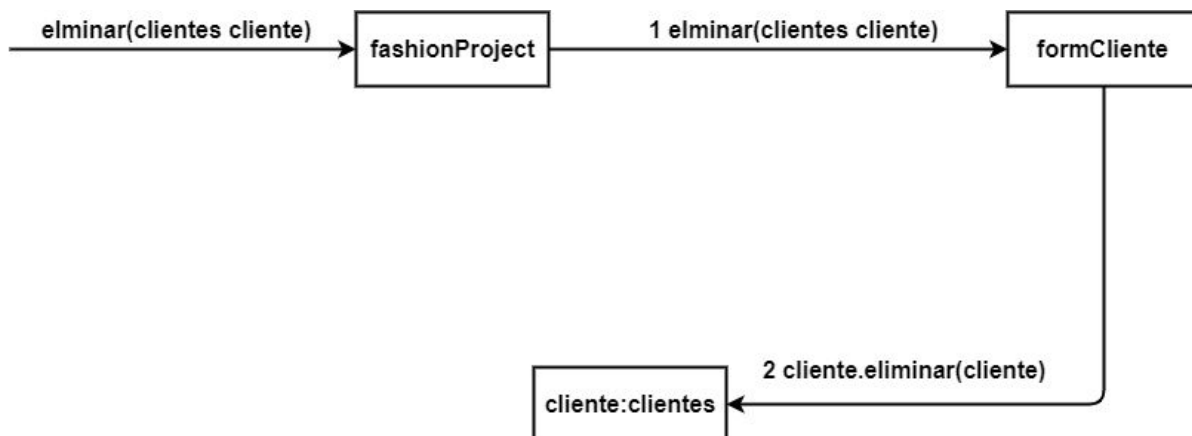 elminar(clientes cliente)
fashionProject
1 elminar(clientes cliente)
formCliente
2 cliente.eliminar(cliente)
cliente:clientes